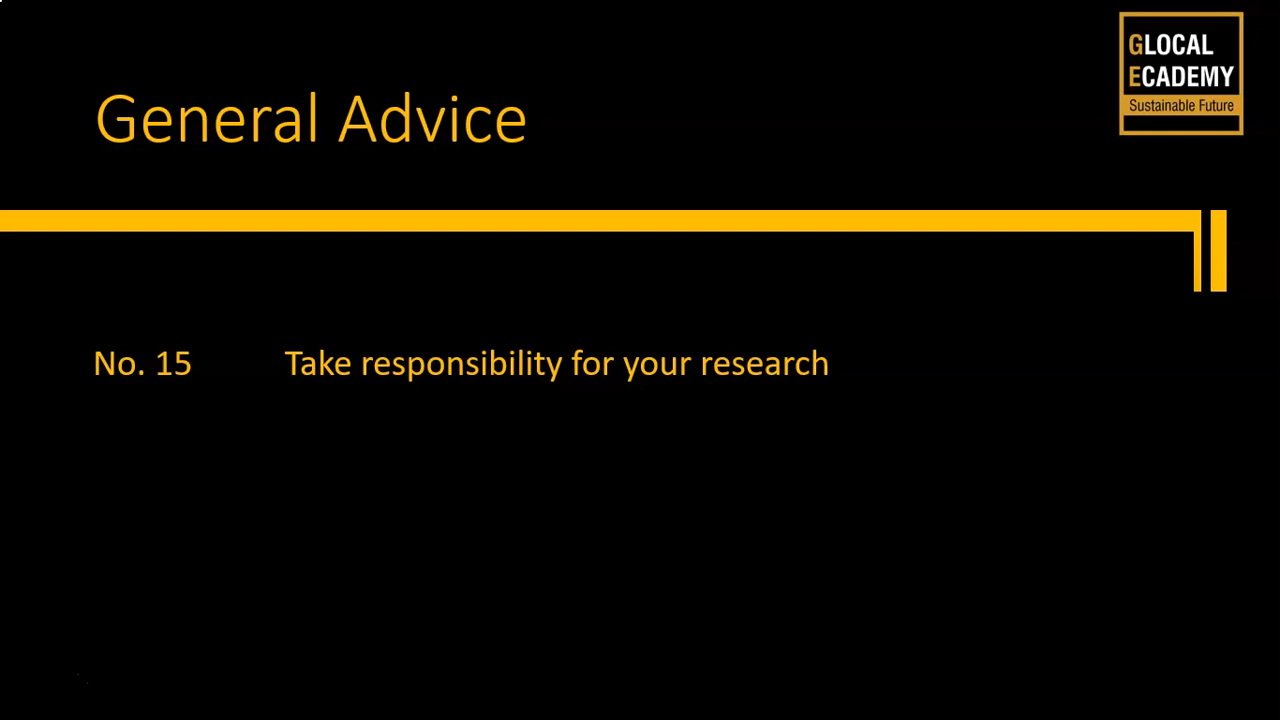 GLOCAL
ECADEMY
Sustainable Future
General Advice
No. 15 Take responsibility for your research